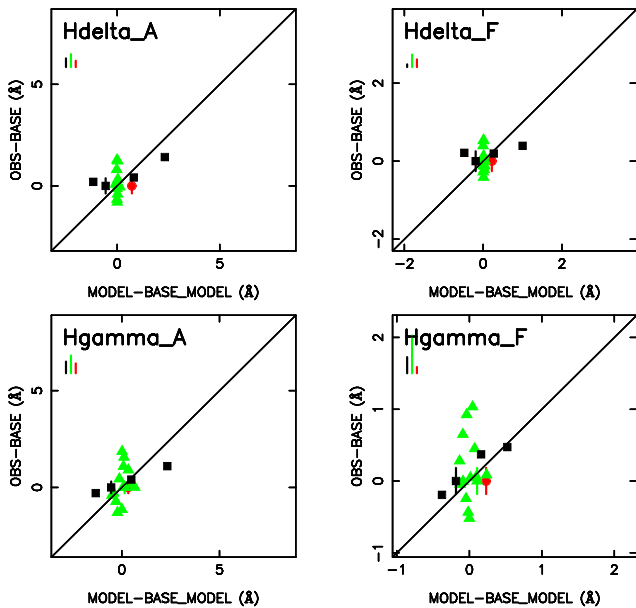 Hdelta_A
5
0
OBS-BASE (Å)
0
5
MODEL-BASE_MODEL (Å)
Hdelta_F
2
0
−2
OBS-BASE (Å)
−2
0
2
MODEL-BASE_MODEL (Å)
Hgamma_A
5
0
OBS-BASE (Å)
0
5
MODEL-BASE_MODEL (Å)
Hgamma_F
2
1
0
−1
OBS-BASE (Å)
−1
0
1
2
MODEL-BASE_MODEL (Å)